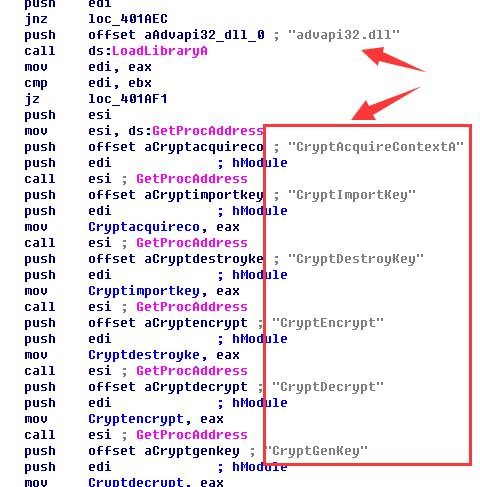 push edi
jnz loc_401AEC
push offset aAdvapi32_dll_0 ; "advapi32.dll"
call ds:LoadLibraryA
mov edi, eax
cmp edi, ebx
jz loc_401AF1
push esi
mov esi, ds:GetProcAddress
push offset aCryptacquireco ; "CryptAcquireContextA"
push edi ; hModule
call esi ; GetProcAddress
push offset aCryptimportkey ; "CryptImportKey"
push edi ; hModule
mov Cryptacquireco, eax
call esi ; GetProcAddress
push offset aCryptdestroyke ; "CryptDestroyKey"
push edi ; hModule
mov Cryptimportkey, eax
call esi ; GetProcAddress
push offset aCryptencrypt ; "CryptEncrypt"
push edi ; hModule
mov Cryptdestroyke, eax
call esi ; GetProcAddress
push offset aCryptdecrypt ; "CryptDecrypt"
push edi ; hModule
mov Cryptencrypt, eax
call esi ; GetProcAddress
push offset aCryptgenkey ; "CryptGenKey"
push edi ; hModule
mov Cryptdecrypt, eax